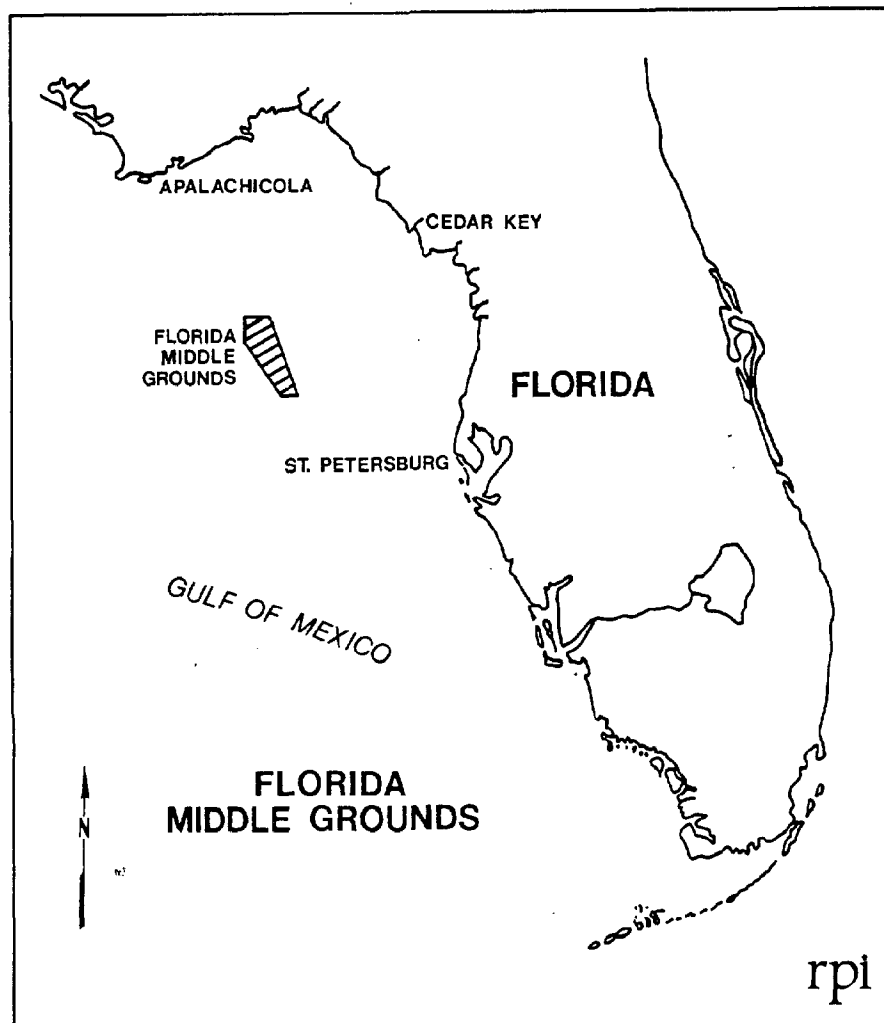 APALACHICOLA
CEDAR KEY
FLORIDA
MIDDLE
GROUNDS
FLORIDA
ST. PETERSBURG
GULF OF MEXICO
FLORIDA
MIDDLE GROUNDS
N
rpi